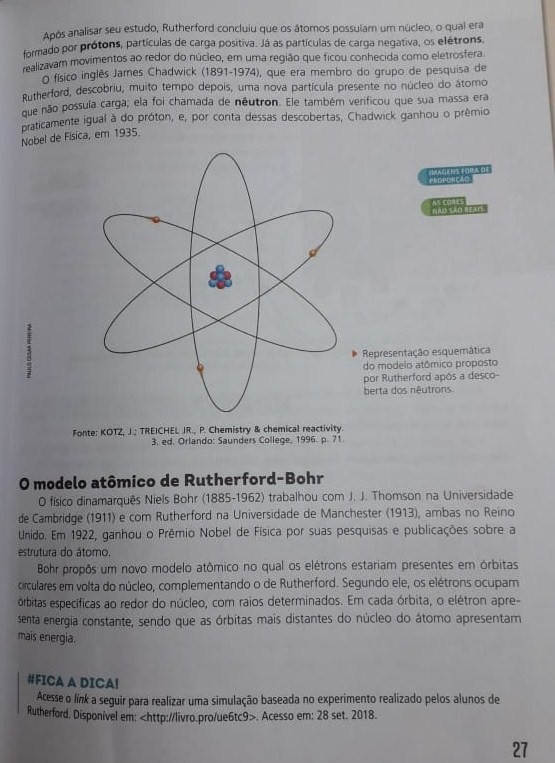 Após analisar seu estudo, Rutherford concluiu que os átomos possuíam um núcleo, o qual era
formado por prótons, partículas de carga positiva. Já as partículas de carga negativa, os elétrons,
realizavam movimentos ao redor do núcleo, em uma região que ficou conhecida como eletrosfera.
O físico inglês James Chadwick (1891-1974), que era membro do grupo de pesquisa de
Rutherford, descobriu, muito tempo depois, uma nova partícula presente no núcleo do átomo
que não possuía carga; ela foi chamada de nêutron. Ele também verificou que sua massa era
praticamente igual à do próton, e, por conta dessas descobertas, Chadwick ganhou o prêmio
Nobel de Física, em 1935.
IMAGENS FORA DE
PROPORÇÃO.
AS CORES
NÃO SÃO REAIS.
PAULO CESAR PEREIRA
Representação esquemática
do modelo atômico proposto
por Rutherford após a desco-
berta dos nêutrons.
Fonte: KOTZ, J.; TREICHEL JR., P. Chemistry & chemical reactivity.
3. ed. Orlando: Saunders College, 1996. p. 71.
O modelo atômico de Rutherford-Bohr
O físico dinamarquês Niels Bohr (1885-1962) trabalhou com J. J. Thomson na Universidade
de Cambridge (1911) e com Rutherford na Universidade de Manchester (1913), ambas no Reino
Unido. Em 1922, ganhou o Prêmio Nobel de Física por suas pesquisas e publicações sobre a
estrutura do átomo.
Bohr propôs um novo modelo atômico no qual os elétrons estariam presentes em órbitas
circulares em volta do núcleo, complementando o de Rutherford. Segundo ele, os elétrons ocupam
órbitas específicas ao redor do núcleo, com raios determinados. Em cada órbita, o elétron apre-
senta energia constante, sendo que as órbitas mais distantes do núcleo do átomo apresentam
mais energia.
#FICA A DICA!
Acesse o link a seguir para realizar uma simulação baseada no experimento realizado pelos alunos de
Rutherford. Disponível em: <http://livro.pro/ue6tc9>. Acesso em: 28 set. 2018.
27